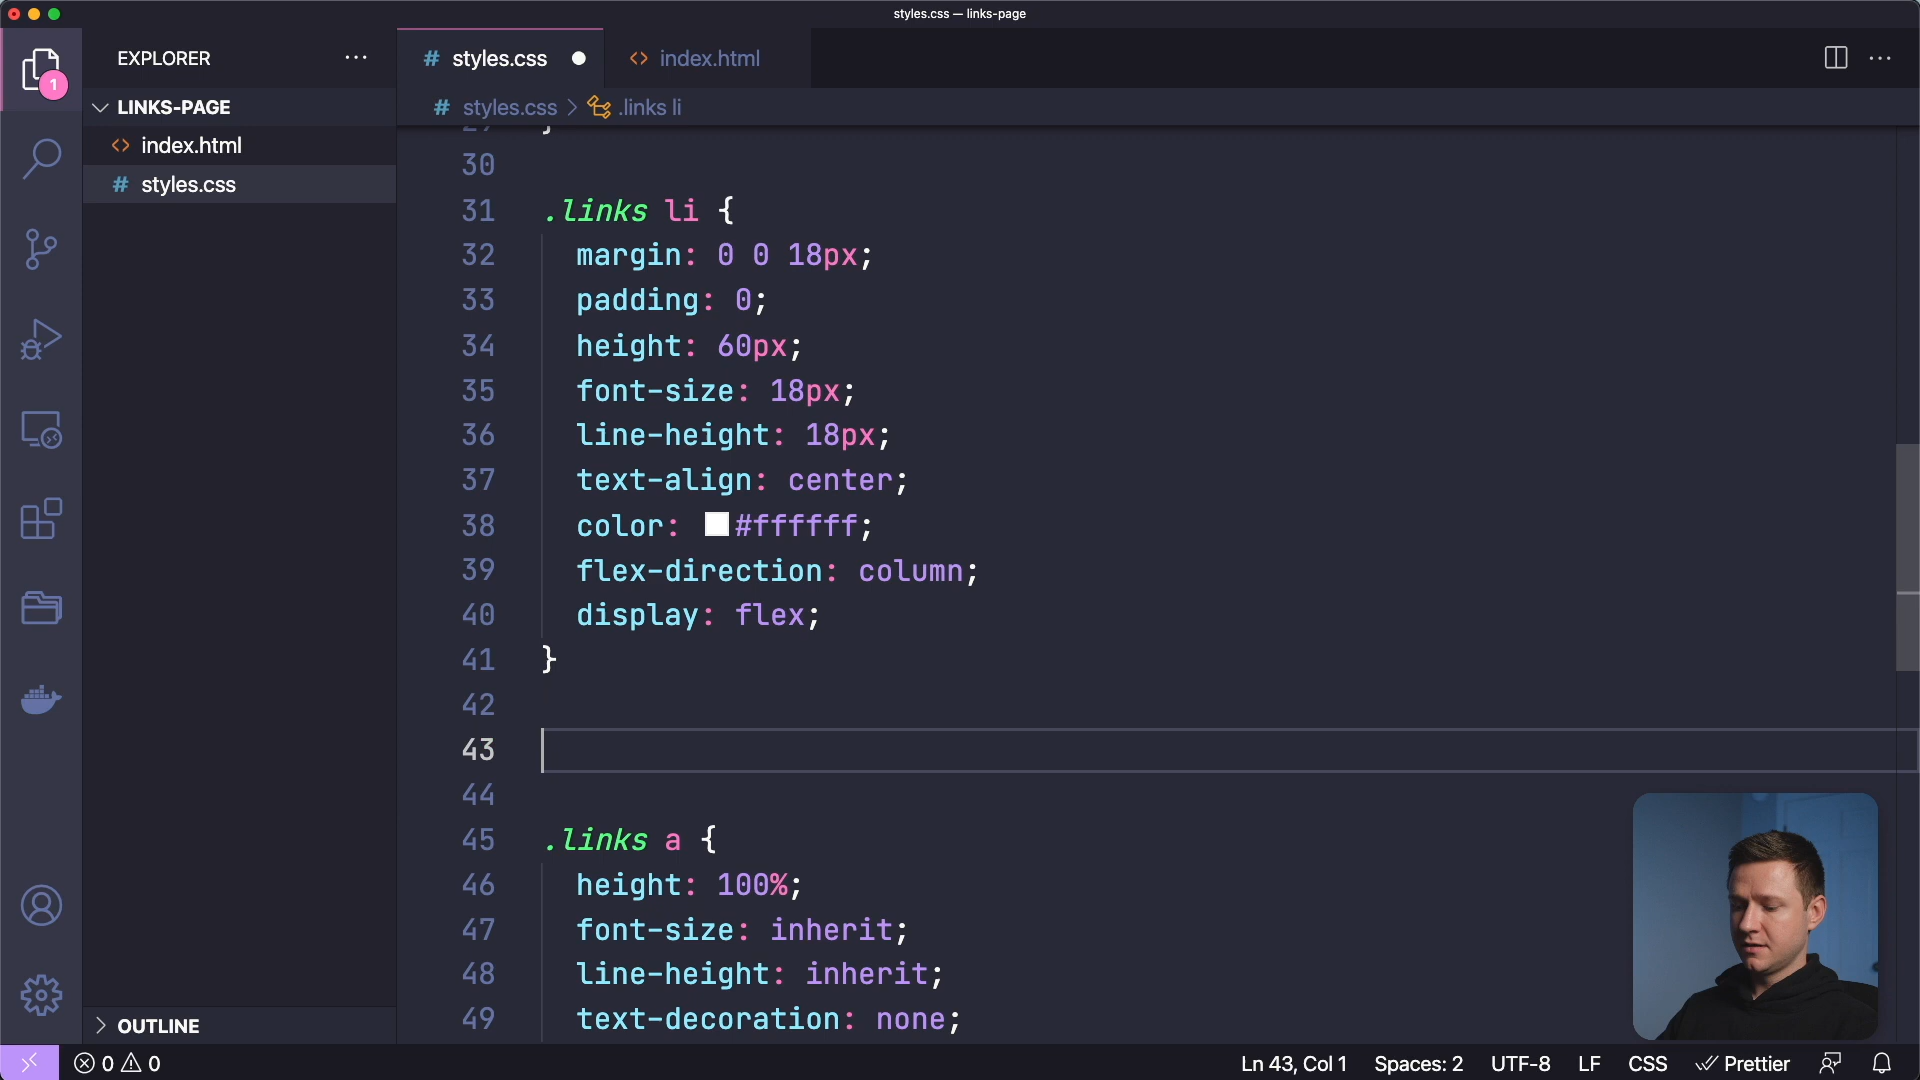 styles.css — links-page
EXPLORER
styles.css
index.html
1
LINKS-PAGE
styles.css > .links li
index.html
styles.css
30
31 .links li {
32 margin: 0 0 18px;
33 padding: 0;
34 height: 60px;
35 font-size: 18px;
36 line-height: 18px;
37 text-align: center;
38 color: #ffffff;
39 flex-direction: column;
40 display: flex;
41 }
42
43
44
45 .links a {
46 height: 100%;
47 font-size: inherit;
48 line-height: inherit;
49 text-decoration: none;
OUTLINE
0 0
Ln 43, Col 1 Spaces: 2 UTF-8 LF CSS Prettier